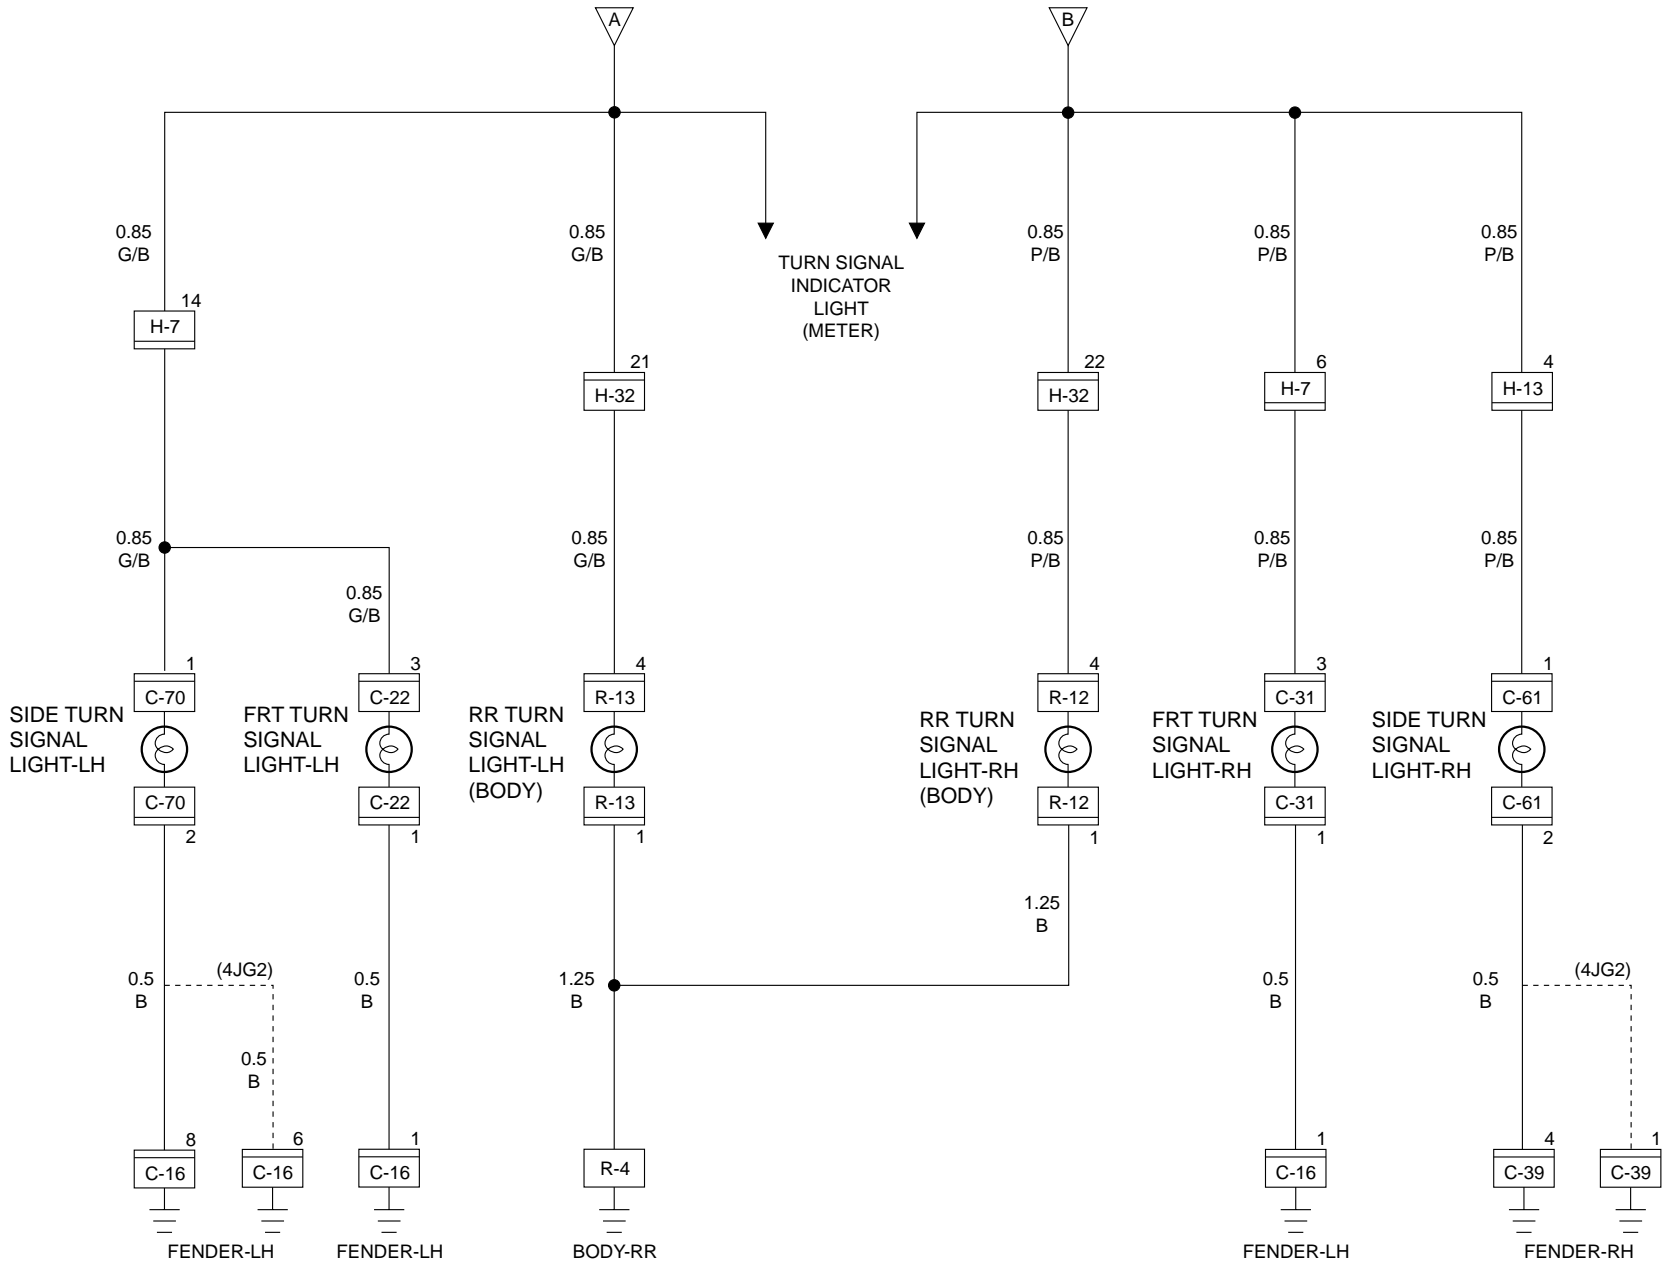 A
B
0.85
G/B
0.85
G/B
TURN SIGNAL
INDICATOR
LIGHT
(METER)
0.85
P/B
0.85
P/B
0.85
P/B
14
H-7
21
H-32
22
H-32
6
H-7
4
H-13
0.85
G/B
0.85
G/B
0.85
G/B
0.85
P/B
0.85
P/B
0.85
P/B
1
C-70
SIDE TURN
SIGNAL
LIGHT-LH
C-70
2
3
C-22
FRT TURN
SIGNAL
LIGHT-LH
C-22
1
4
R-13
RR TURN
SIGNAL
LIGHT-LH
(BODY)
R-13
1
4
R-12
RR TURN
SIGNAL
LIGHT-RH
(BODY)
R-12
1
3
C-31
FRT TURN
SIGNAL
LIGHT-RH
C-31
1
1
C-61
SIDE TURN
SIGNAL
LIGHT-RH
C-61
2
1.25
B
0.5
B
(4JG2)
0.5
B
0.5
B
1.25
B
0.5
B
0.5
B
(4JG2)
8
C-16
6
C-16
1
C-16
R-4
1
C-16
4
C-39
1
C-39
FENDER-LH
FENDER-LH
BODY-RR
FENDER-LH
FENDER-RH